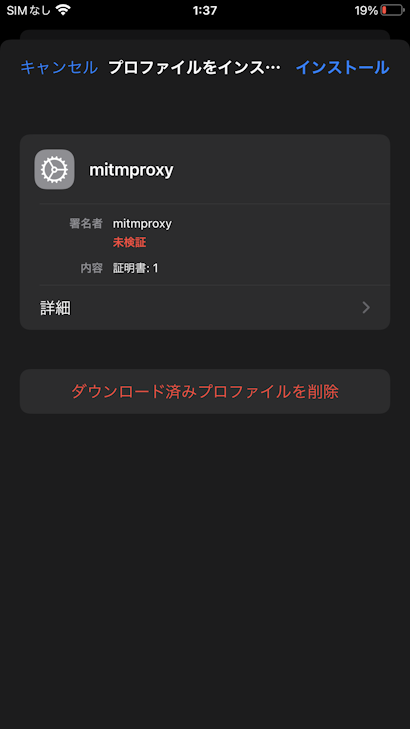 SIMなし 1:37 19%
キャンセル プロファイルをインス… インストール
mitmproxy
署名者 mitmproxy
未検証
内容 証明書: 1
詳細
ダウンロード済みプロファイルを削除